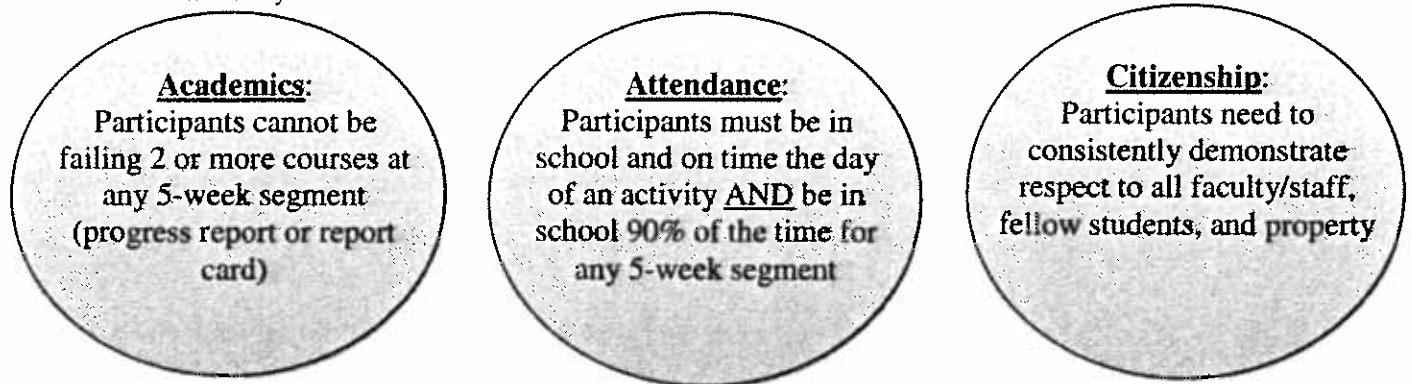 Academics:
Participants cannot be
failing 2 or more courses at
any 5-week segment
(progress report or report
card)
Attendance:
Participants must be in
school and on time the day
of an activity AND be in
school 90% of the time for
any 5-week segment
Citizenship:
Participants need to
consistently demonstrate
respect to all faculty/staff,
fellow students, and property